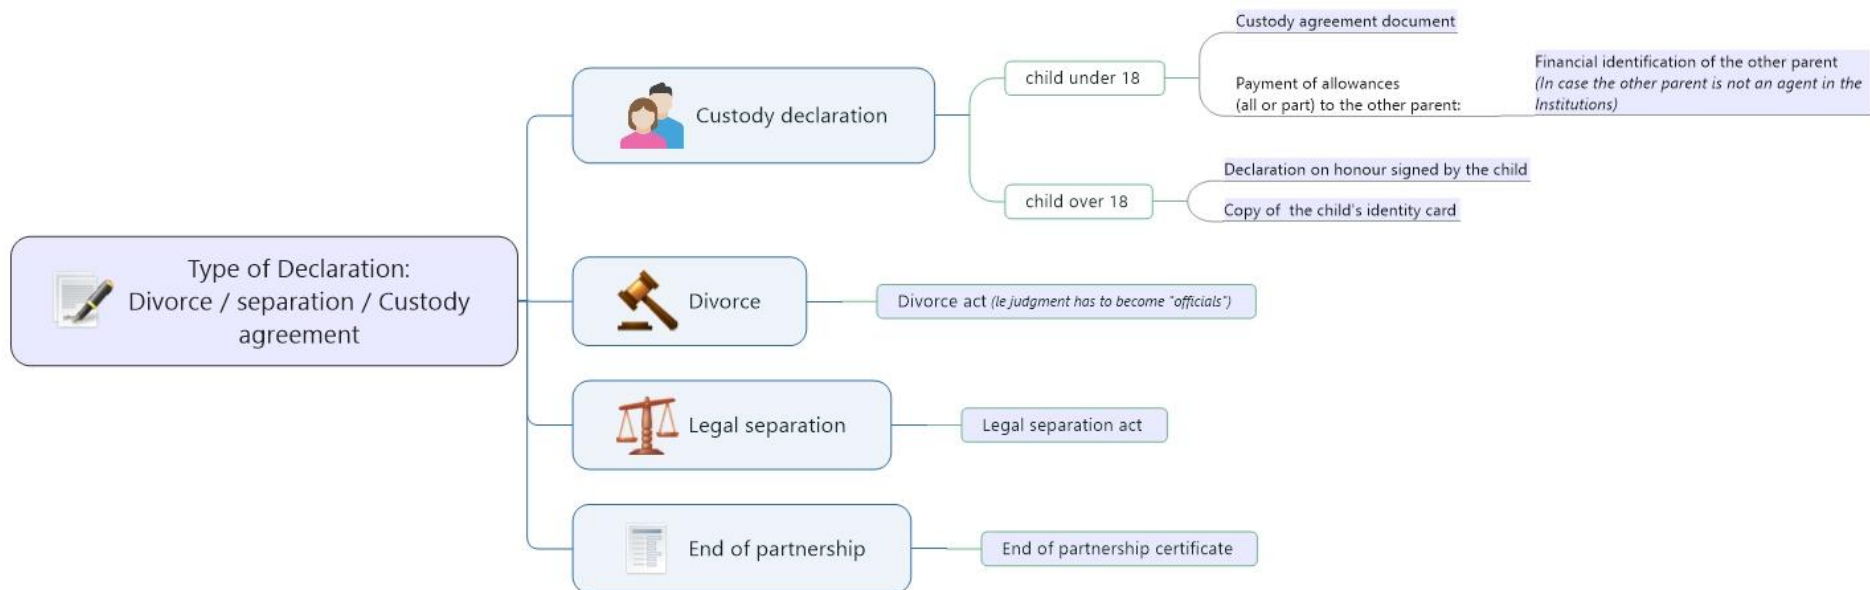 Type of Declaration:
Divorce / separation / Custody
agreement
Custody declaration
child under 18
Custody agreement document
Payment of allowances
(all or part) to the other parent:
Financial identification of the other parent
(In case the other parent is not an agent in the
Institutions)
child over 18
Declaration on honour signed by the child
Copy of  the child's identity card
Divorce
Divorce act (le judgment has to become "officials")
Legal separation
Legal separation act
End of partnership
End of partnership certificate